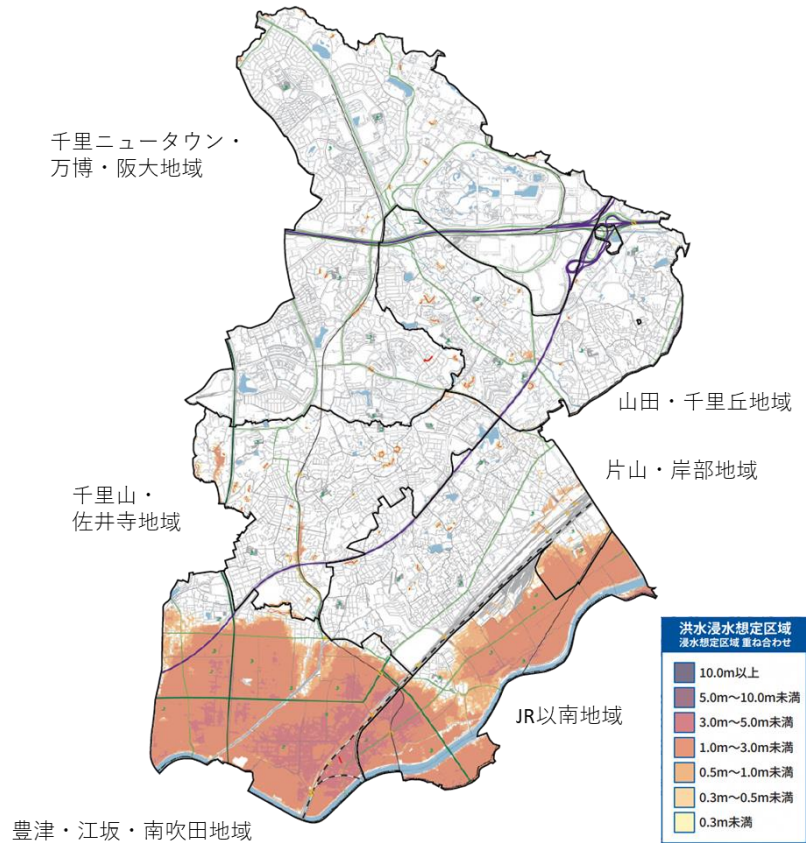 千里ニュータウン・
万博・阪大地域
山田・千里丘地域
片山・岸部地域
千里山・
佐井寺地域
洪水浸水想定区域
浸水想定区域 重ね合わせ
10.0m以上
5.0m～10.0m未満
3.0m～5.0m未満
1.0m～3.0m未満
0.5m～1.0m未満
0.3m～0.5m未満
0.3m未満
JR以南地域
豊津・江坂・南吹田地域